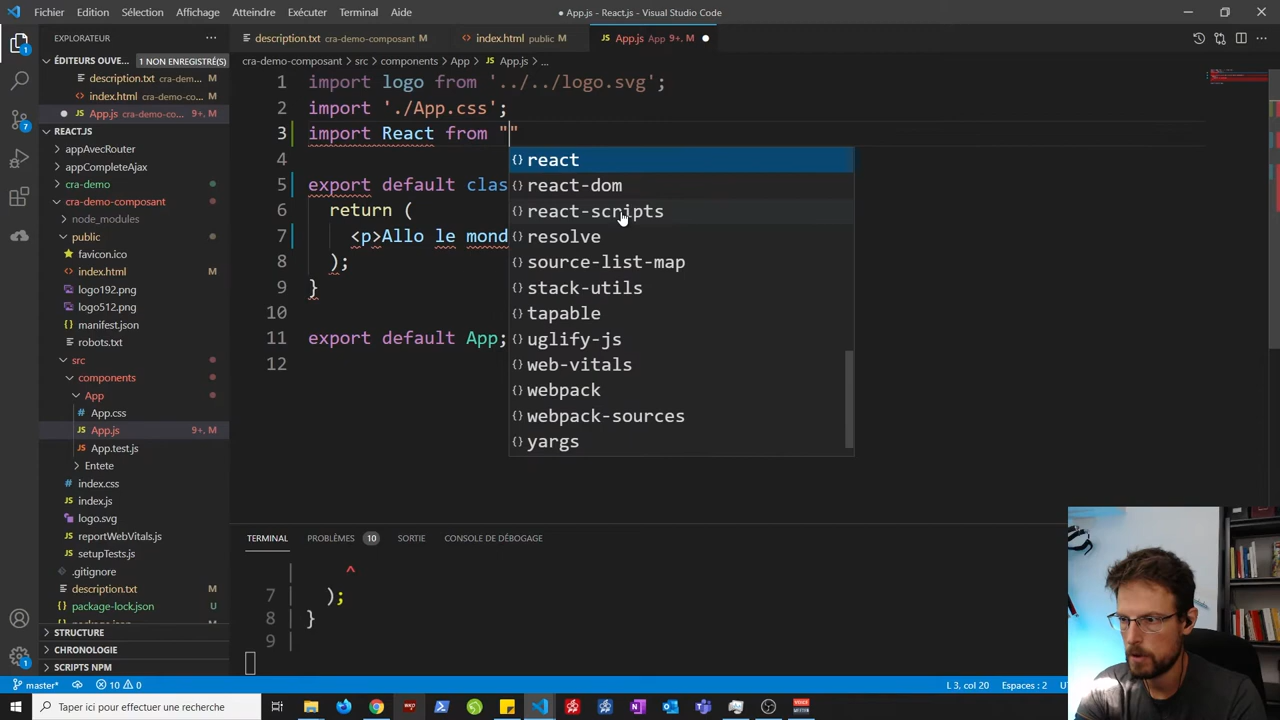 Fichier Édition Sélection Affichage Atteindre Exécuter Terminal Aide
● App.js - React.js - Visual Studio Code
EXPLORATEUR
description.txt cra-demo-composant M
index.html public M
App.js App 9+, M
ÉDITEURS OUVE... 1 NON ENREGISTRÉ(S)
description.txt cra-de...
index.html cra-demo-co...
App.js cra-demo-co... 9+, M
REACT.JS
appAvecRouter
appCompleteAjax
cra-demo
cra-demo-composant
node_modules
public
favicon.ico
index.html M
logo192.png
logo512.png
manifest.json
robots.txt
src
components
App
App.css
App.js 9+, M
App.test.js
Entete
index.css
index.js
logo.svg
reportWebVitals.js
setupTests.js
.gitignore
description.txt M
package-lock.json U
STRUCTURE
CHRONOLOGIE
SCRIPTS NPM
cra-demo-composant > src > components > App > App.js > ...
1 import logo from '../../logo.svg';
2 import './App.css';
3 import React from ""
4
5 export default clas
6 return (
7 <p>Allo le mond
8 );
9 }
10
11 export default App;
12
react
react-dom
react-scripts
resolve
source-list-map
stack-utils
tapable
uglify-js
web-vitals
webpack
webpack-sources
yargs
TERMINAL PROBLÈMES 10 SORTIE CONSOLE DE DÉBOGAGE
| ^
7 | );
8 | }
9 |
master* 10 0
L 3, col 20 Espaces : 2
Taper ici pour effectuer une recherche